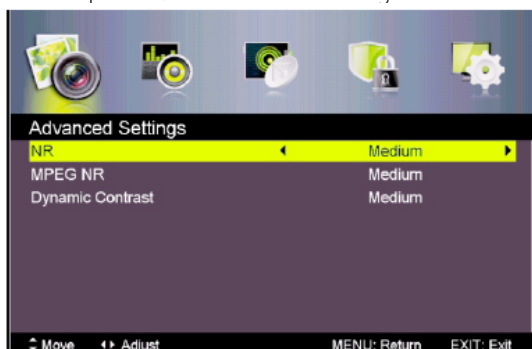 Advanced Settings
NR Medium
MPEG NR Medium
Dynamic Contrast Medium
Move Adjust MENU: Return EXIT: Exit